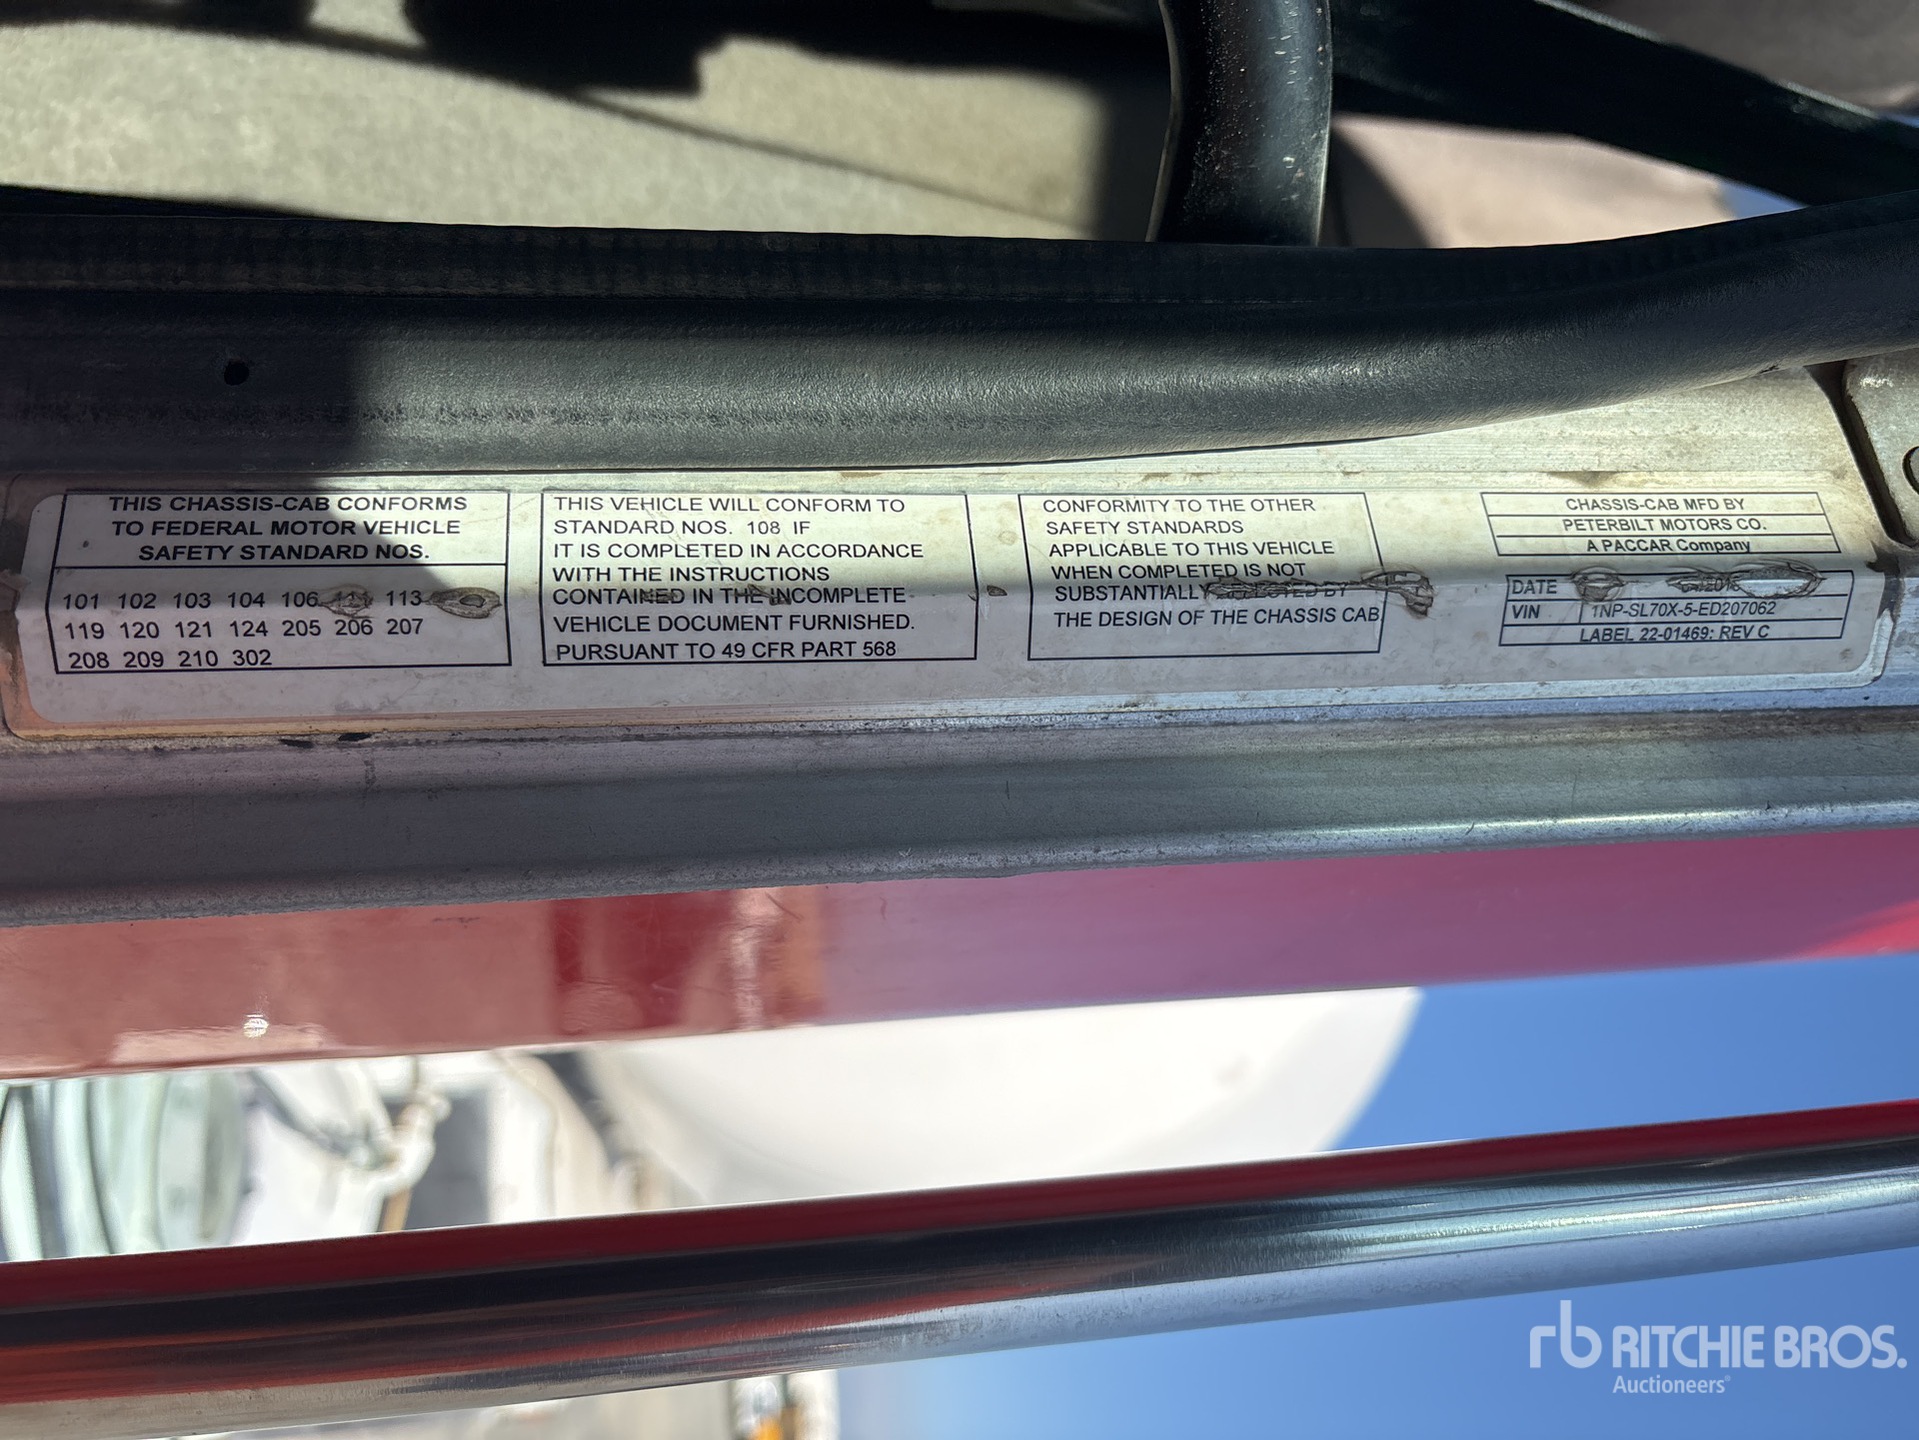 THIS CHASSIS-CAB CONFORMS
TO FEDERAL MOTOR VEHICLE
SAFETY STANDARD NOS.
101 102 103 104 106 111 113
119 120 121 124 205 206 207
208 209 210 302
THIS VEHICLE WILL CONFORM TO
STANDARD NOS. 108 IF
IT IS COMPLETED IN ACCORDANCE
WITH THE INSTRUCTIONS
CONTAINED IN THE INCOMPLETE
VEHICLE DOCUMENT FURNISHED.
PURSUANT TO 49 CFR PART 568
CONFORMITY TO THE OTHER
SAFETY STANDARDS
APPLICABLE TO THIS VEHICLE
WHEN COMPLETED IS NOT
SUBSTANTIALLY AFFECTED BY
THE DESIGN OF THE CHASSIS CAB
CHASSIS-CAB MFD BY
PETERBILT MOTORS CO.
A PACCAR Company
DATE
VIN 1NP-SL70X-5-ED207062
LABEL 22-01469: REV C
rb RITCHIE BROS.
Auctioneers